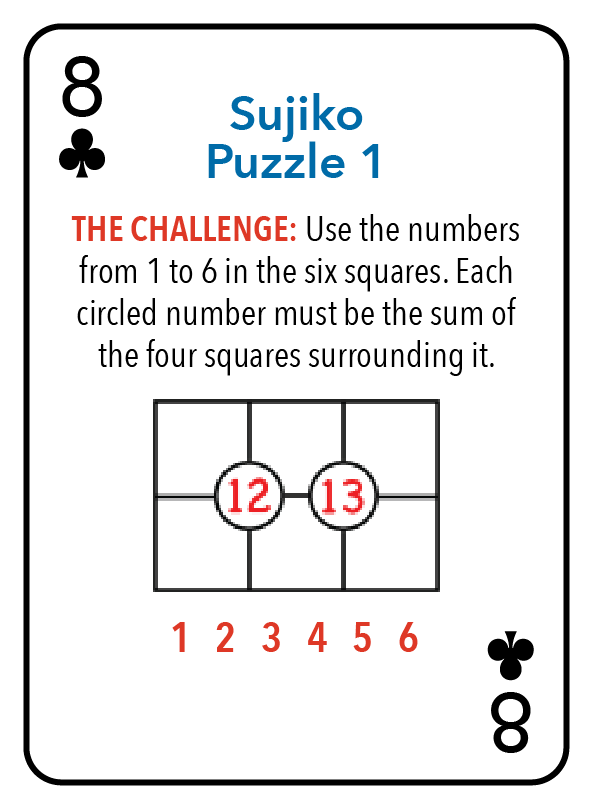 8
Sujiko
Puzzle 1
THE CHALLENGE: Use the numbers
from 1 to 6 in the six squares. Each
circled number must be the sum of
the four squares surrounding it.
12 13
1 2 3 4 5 6
8